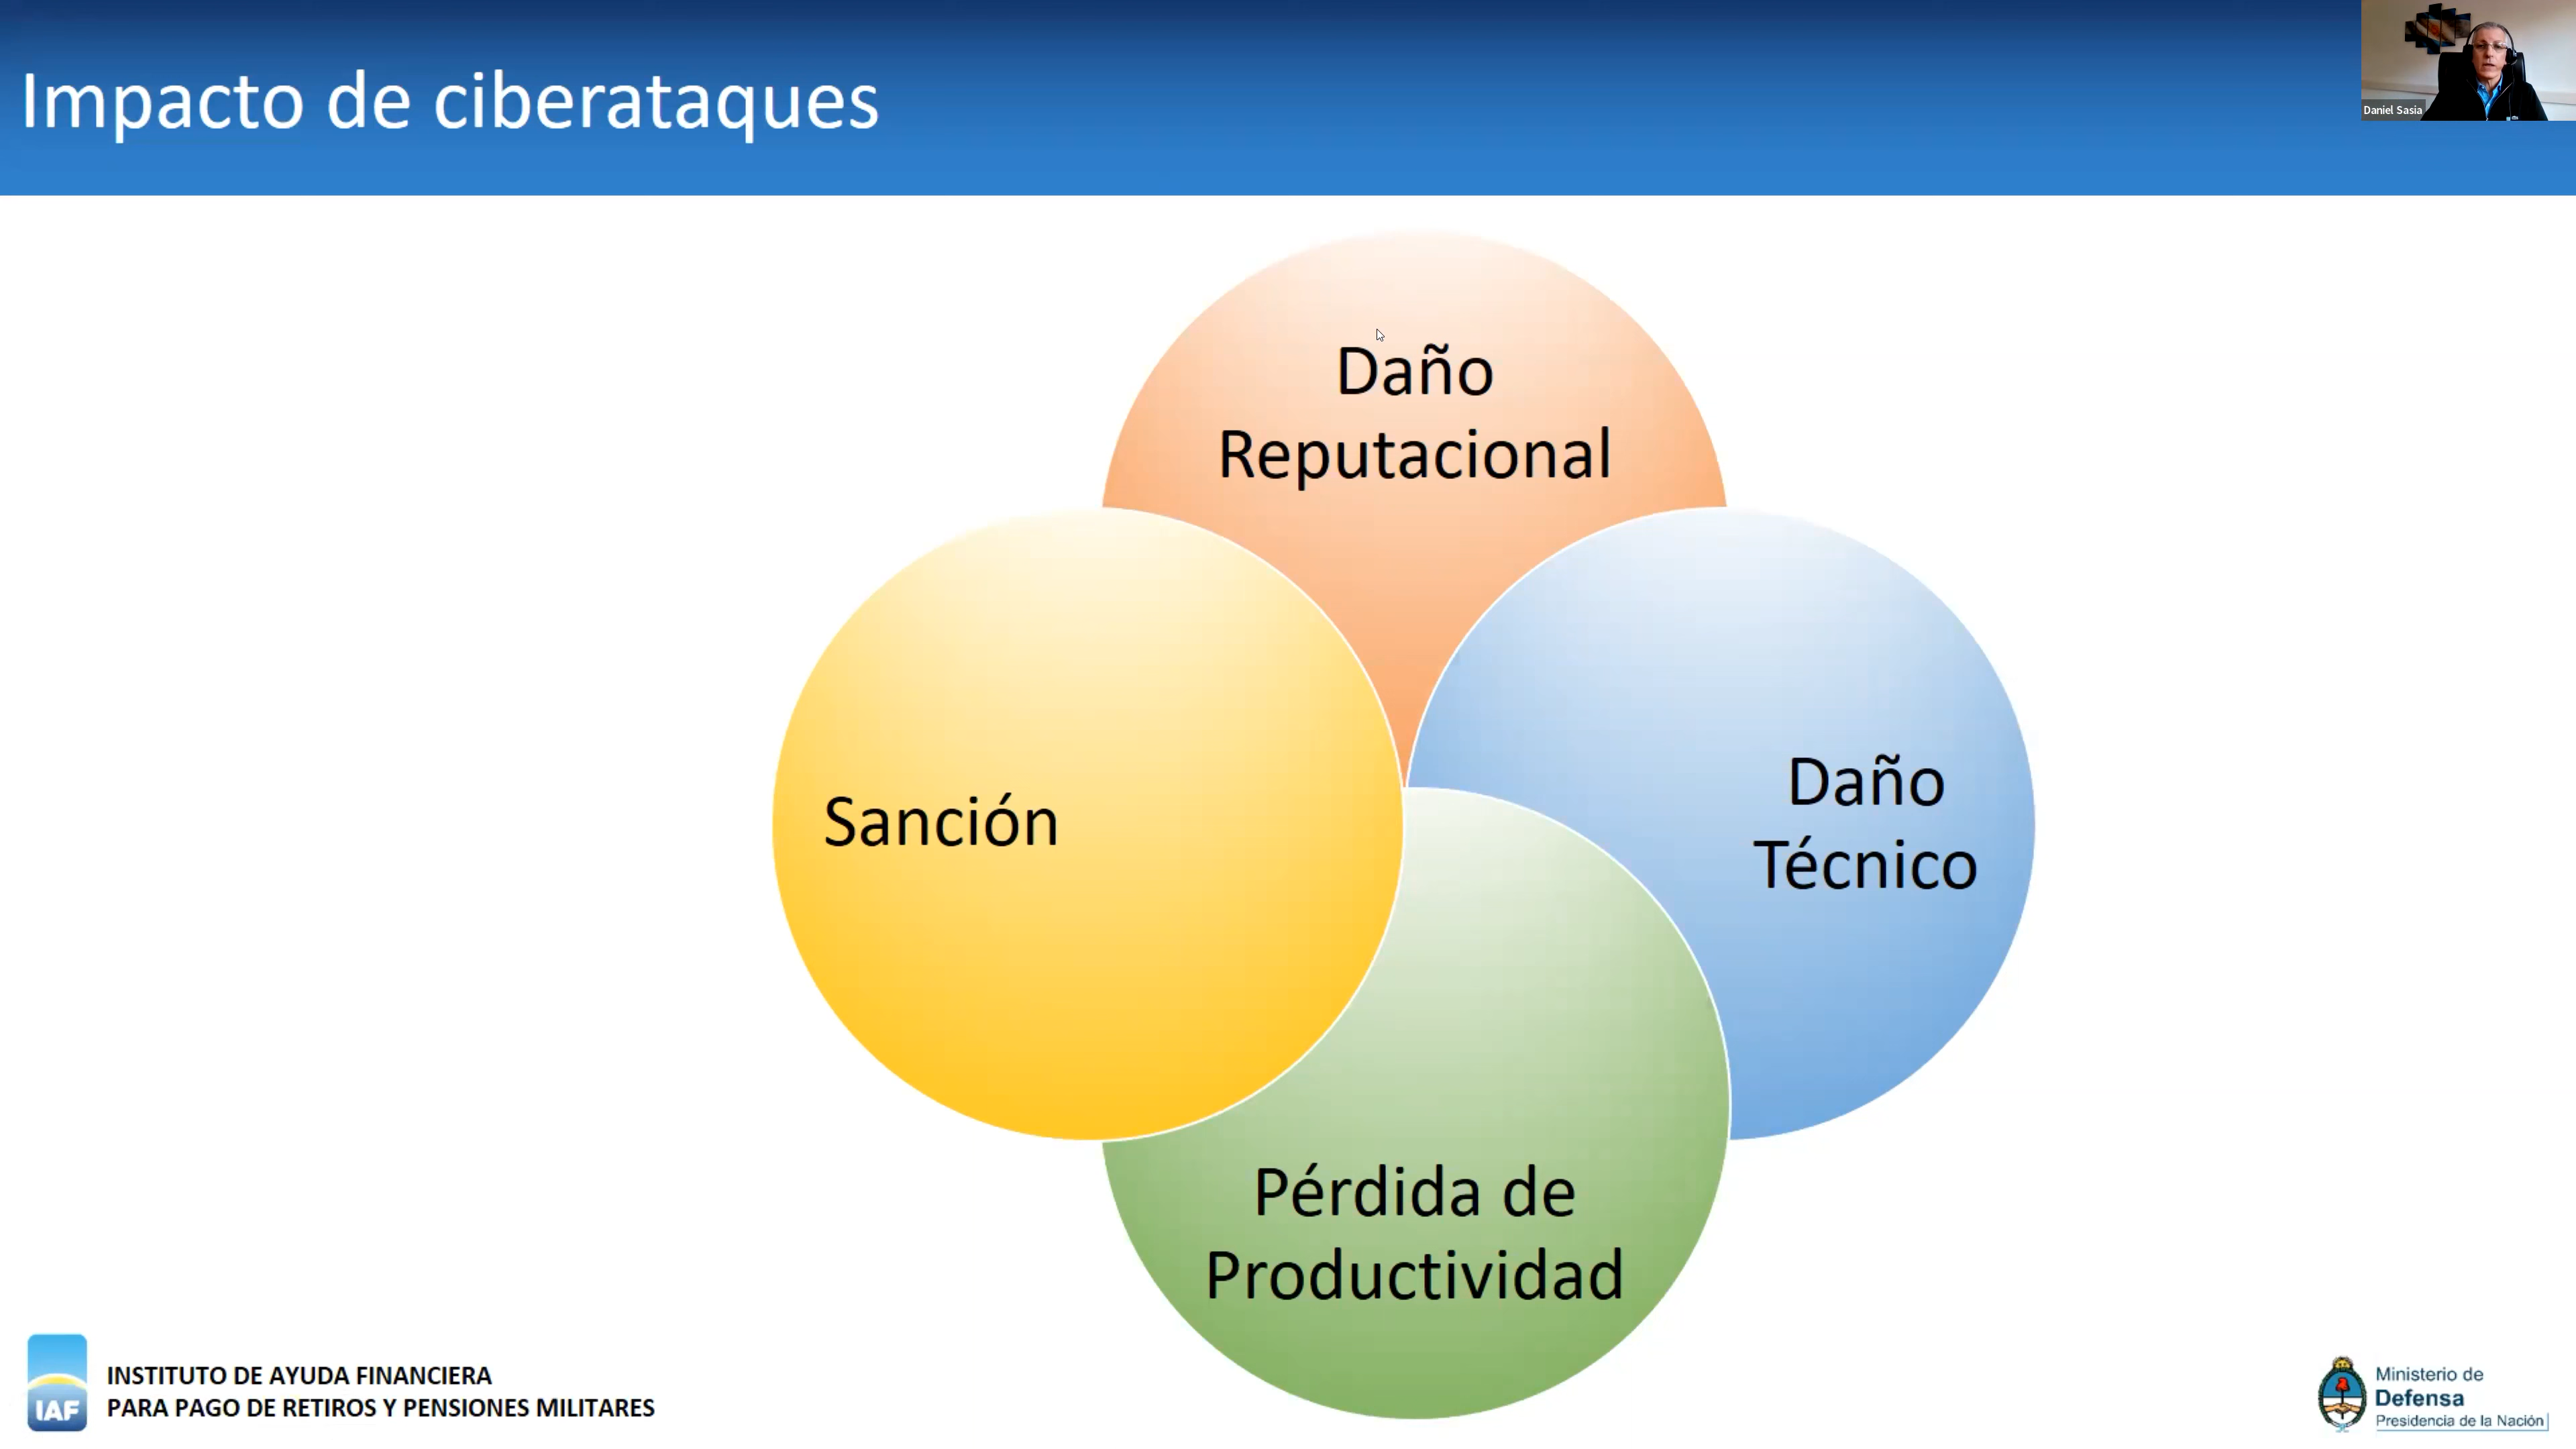 Impacto de ciberataques
Daniel Sasia
Daño
Reputacional
Sanción
Daño
Técnico
Pérdida de
Productividad
IAF
INSTITUTO DE AYUDA FINANCIERA
PARA PAGO DE RETIROS Y PENSIONES MILITARES
Ministerio de
Defensa
Presidencia de la Nación